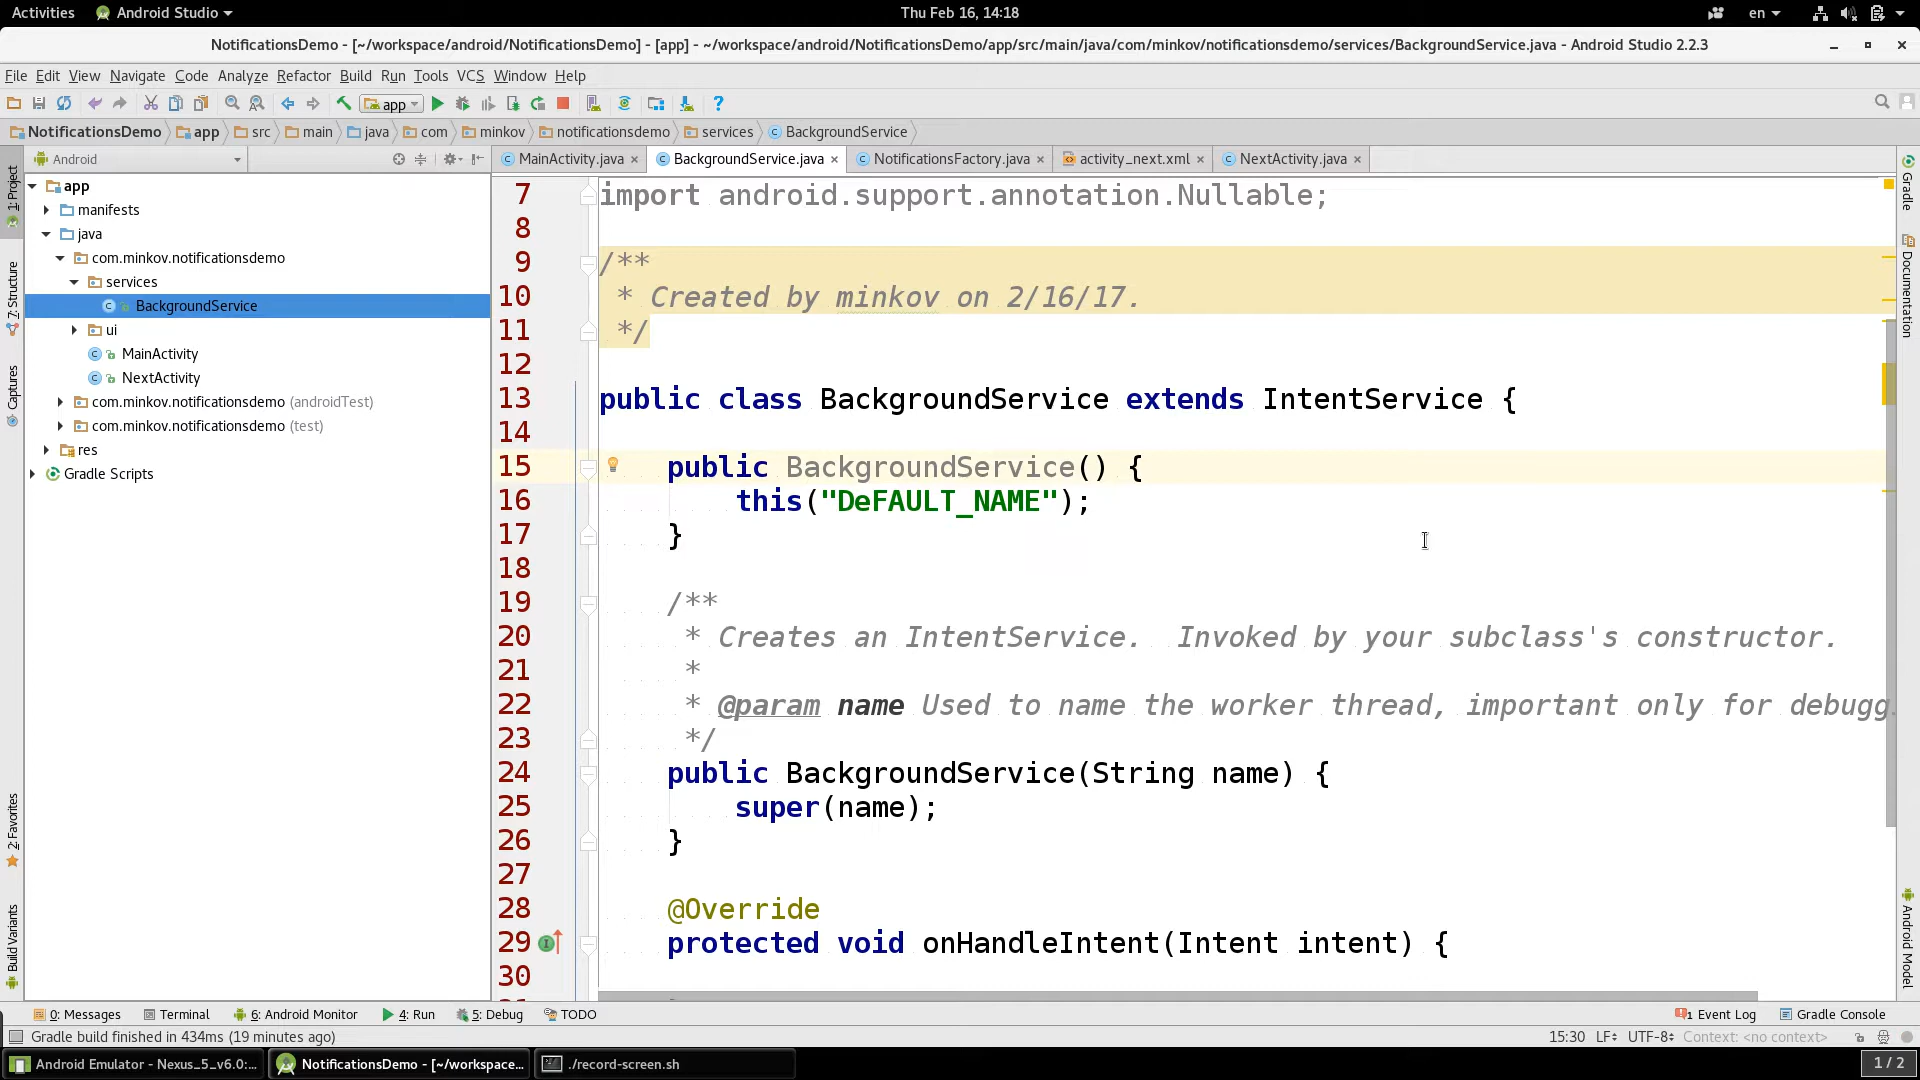 Activities Android Studio Thu Feb 16, 14:18 en
NotificationsDemo - [~/workspace/android/NotificationsDemo] - [app] - ~/workspace/android/NotificationsDemo/app/src/main/java/com/minkov/notificationsdemo/services/BackgroundService.java - Android Studio 2.2.3
File Edit View Navigate Code Analyze Refactor Build Run Tools VCS Window Help
app
NotificationsDemo app src main java com minkov notificationsdemo services BackgroundService
Android
MainActivity.java BackgroundService.java NotificationsFactory.java activity_next.xml NextActivity.java
1: Project
7: Structure
Captures
2: Favorites
Build Variants
app
manifests
java
com.minkov.notificationsdemo
services
BackgroundService
ui
MainActivity
NextActivity
com.minkov.notificationsdemo (androidTest)
com.minkov.notificationsdemo (test)
res
Gradle Scripts
7 import android.support.annotation.Nullable;
8
9 /**
10 * Created by minkov on 2/16/17.
11 */
12
13 public class BackgroundService extends IntentService {
14
15 public BackgroundService() {
16 this("DeFAULT_NAME");
17 }
18
19 /**
20 * Creates an IntentService. Invoked by your subclass's constructor.
21 *
22 * @param name Used to name the worker thread, important only for debugg
23 */
24 public BackgroundService(String name) {
25 super(name);
26 }
27
28 @Override
29 protected void onHandleIntent(Intent intent) {
30
Gradle
Documentation
Android Model
0: Messages Terminal 6: Android Monitor 4: Run 5: Debug TODO 1 Event Log Gradle Console
Gradle build finished in 434ms (19 minutes ago) 15:30 LF UTF-8 Context: <no context>
Android Emulator - Nexus_5_v6.0:... NotificationsDemo - [~/workspace... ./record-screen.sh 1 / 2